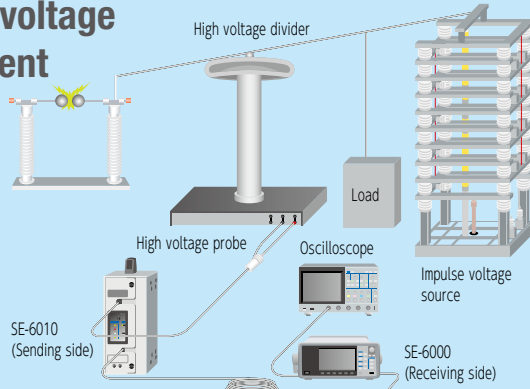 voltage
ent
High voltage divider
Load
High voltage probe
Oscilloscope
Impulse voltage
source
SE-6010
(Sending side)
SE-6000
(Receiving side)